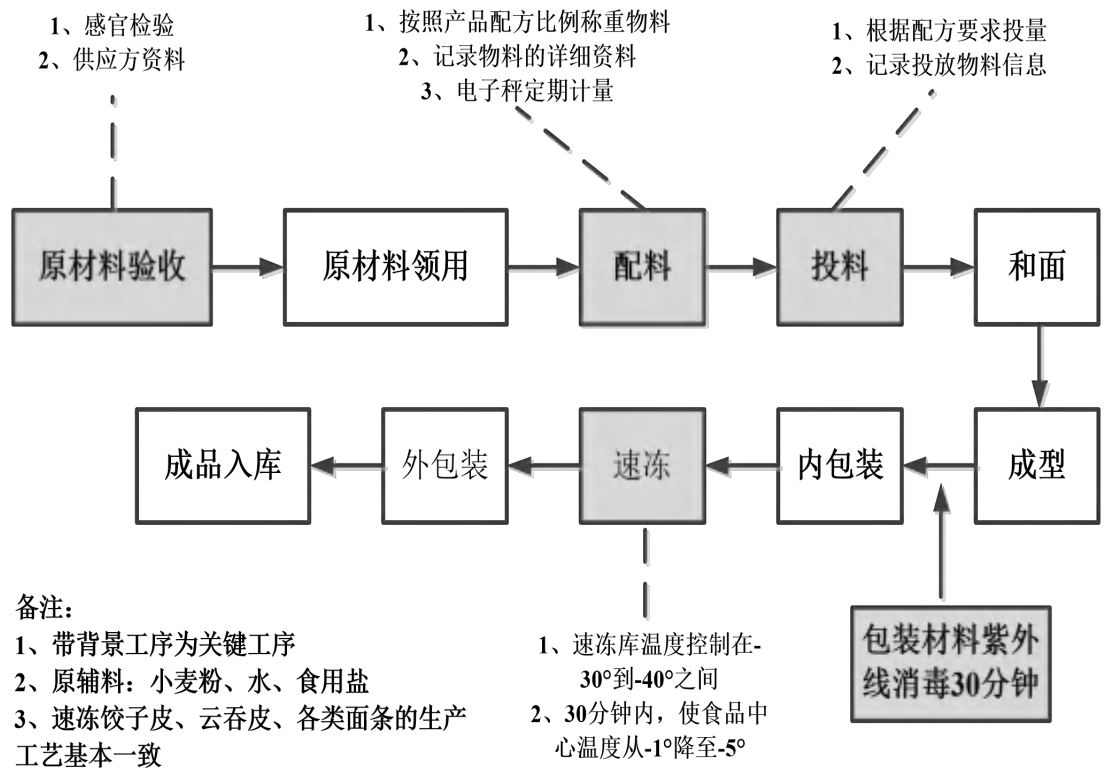 1、感官检验
2、供应方资料
1、按照产品配方比例称重物料
2、记录物料的详细资料
3、电子秤定期计量
1、根据配方要求投量
2、记录投放物料信息
原材料验收
原材料领用
配料
投料
和面
成品入库
外包装
速冻
内包装
成型
备注：
1、带背景工序为关键工序
2、原辅料：小麦粉、水、食用盐
3、速冻饺子皮、云吞皮、各类面条的生产
工艺基本一致
1、速冻库温度控制在-
30°到-40°之间
2、30分钟内，使食品中
心温度从-1°降至-5°
包装材料紫外
线消毒30分钟